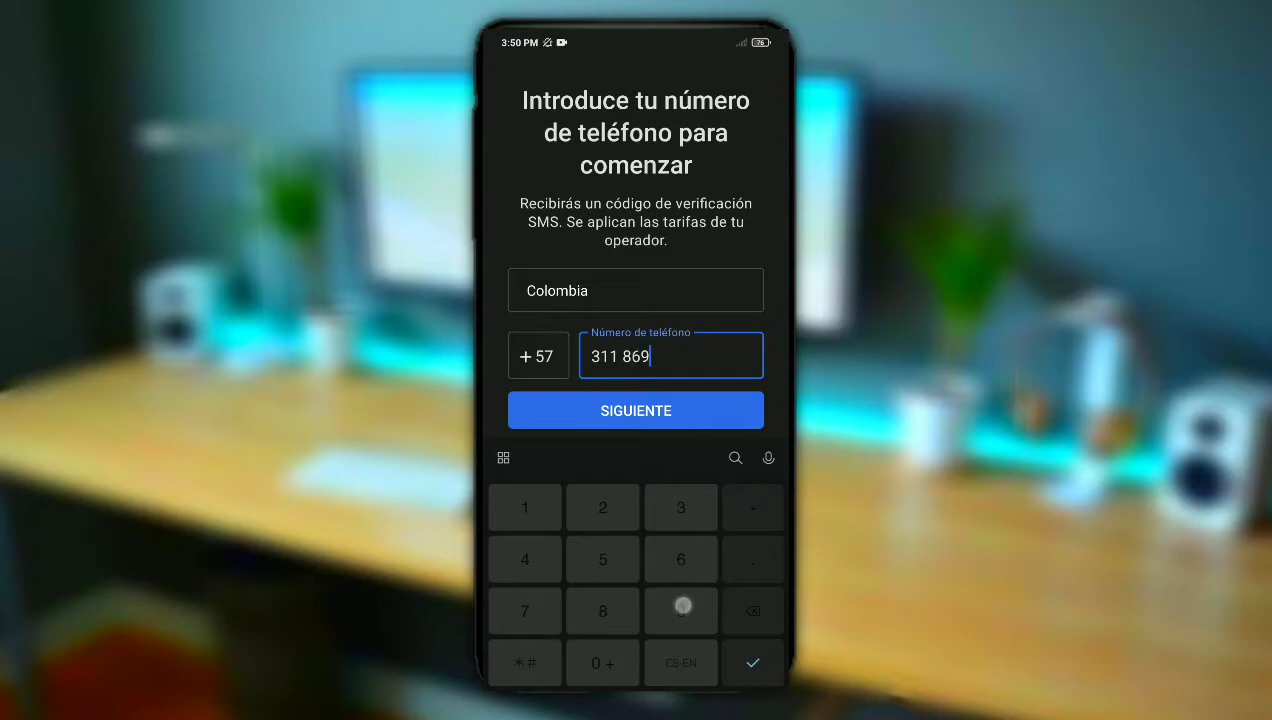 3:50 PM
76
Introduce tu número
de teléfono para
comenzar
Recibirás un código de verificación
SMS. Se aplican las tarifas de tu
operador.
Colombia
Número de teléfono
+ 57
311 869
SIGUIENTE
1 2 3 -
4 5 6 .
7 8
*# 0 + ES-EN